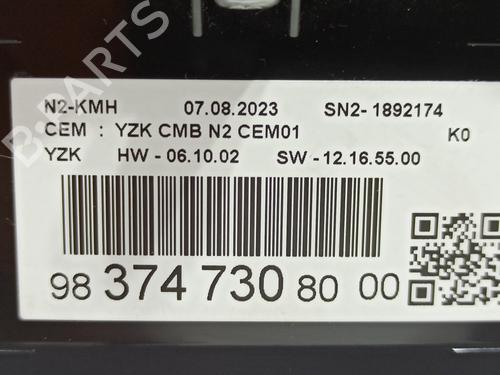 B-PARTS
N2-KMH 07.08.2023 SN2- 1892174
CEM : YZK CMB N2 CEM01 K0
YZK HW - 06.10.02 SW - 12.16.55.00
98 374 730 80 00